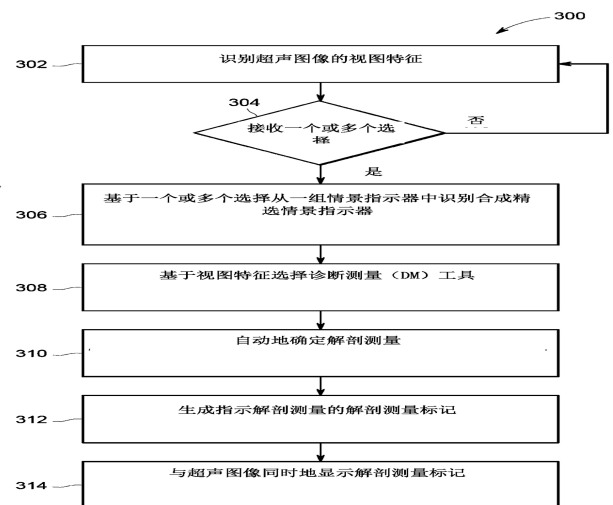 300
302
识别超声图像的视图特征
304
接收一个或多个选
择
否
是
306
基于一个或多个选择从一组情景指示器中识别合成精
选情景指示器
308
基于视图特征选择诊断测量（DM）工具
310
自动地确定解剖测量
312
生成指示解剖测量的解剖测量标记
314
与超声图像同时地显示解剖测量标记